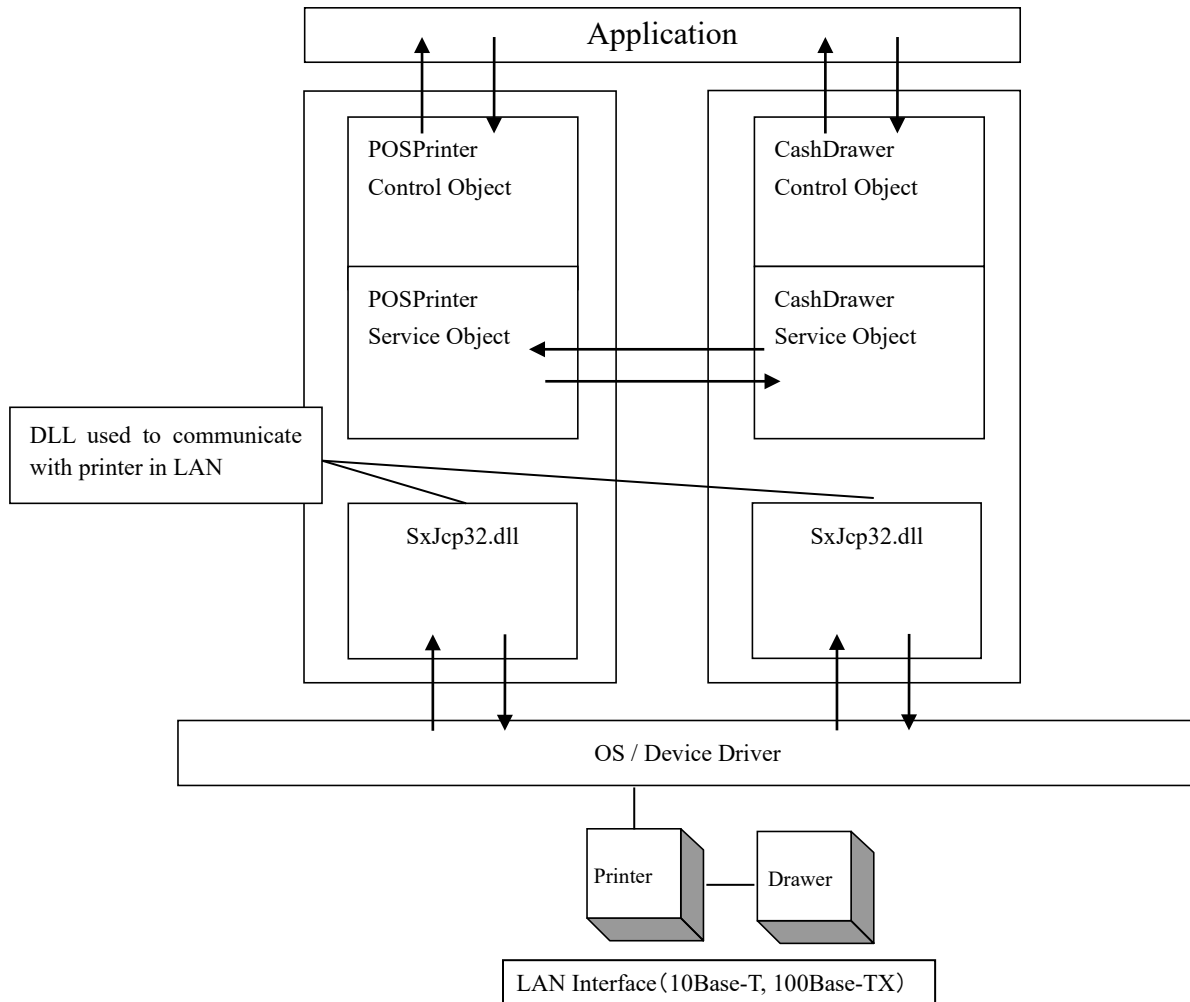 Application
POSPrinter
Control Object
CashDrawer
Control Object
POSPrinter
Service Object
CashDrawer
Service Object
DLL used to communicate
with printer in LAN
SxJcp32.dll
SxJcp32.dll
OS / Device Driver
Printer
Drawer
LAN Interface（10Base-T, 100Base-TX）